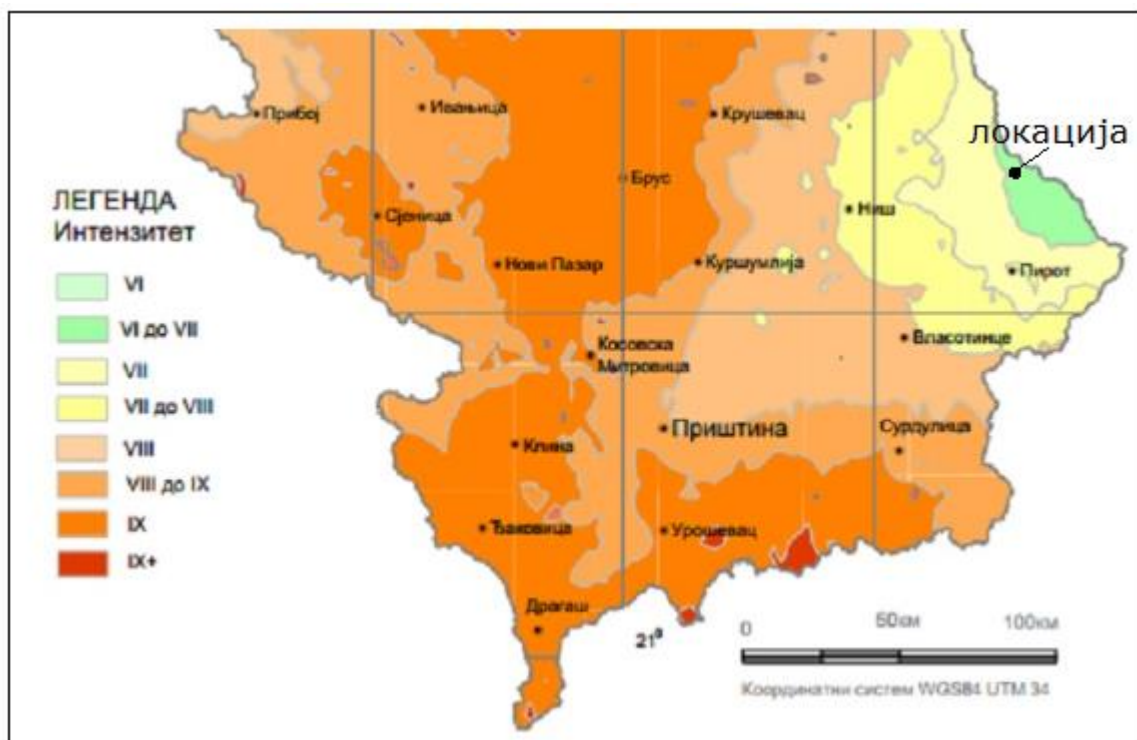 Прибој
Ивањица
Крушевац
локација
Брус
ЛЕГЕНДА
Интензитет
Сјеница
Ниш
Нови Пазар
Куршумлија
Пирот
VI
VI до VII
VII
VII до VIII
VIII
VIII до IX
IX
IX+
Косовска
Митровица
Власотинце
Приштина
Сурдулица
Клина
Ђаковица
Урошевац
Драгаш
21°
0 50км 100км
Координатни систем WGS84 UTM 34